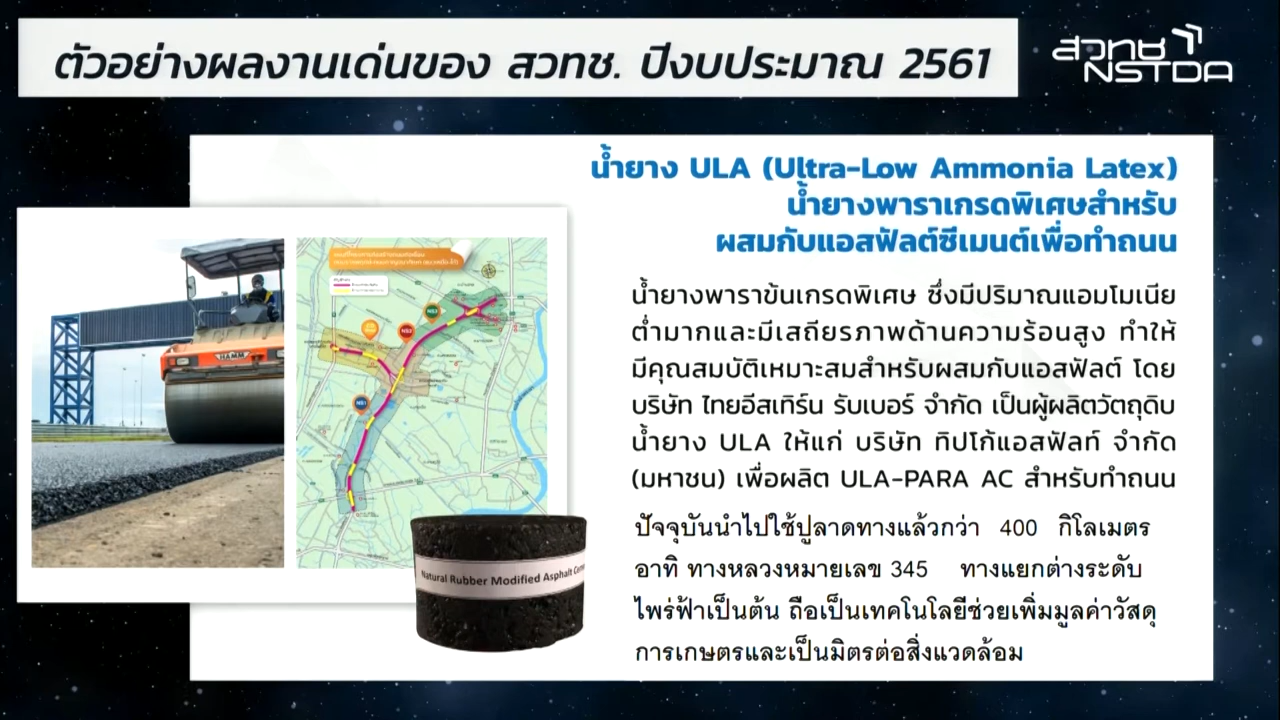 ตัวอย่างผลงานเด่นของ สวทช. ปีงบประมาณ 2561
สวทช
NSTDA
น้ำยาง ULA (Ultra-Low Ammonia Latex)
น้ำยางพาราเกรดพิเศษสำหรับ
ผสมกับแอสฟัลต์ซีเมนต์เพื่อทำถนน
น้ำยางพาราข้นเกรดพิเศษ ซึ่งมีปริมาณแอมโมเนีย
ต่ำมากและมีเสถียรภาพด้านความร้อนสูง ทำให้
มีคุณสมบัติเหมาะสมสำหรับผสมกับแอสฟัลต์ โดย
บริษัท ไทยอีสเทิร์น รับเบอร์ จำกัด เป็นผู้ผลิตวัตถุดิบ
น้ำยาง ULA ให้แก่ บริษัท ทิปโก้แอสฟัลท์ จำกัด
(มหาชน) เพื่อผลิต ULA-PARA AC สำหรับทำถนน
ปัจจุบันนำไปใช้ปูลาดทางแล้วกว่า 400 กิโลเมตร
อาทิ ทางหลวงหมายเลข 345 ทางแยกต่างระดับ
ไพร่ฟ้าเป็นต้น ถือเป็นเทคโนโลยีช่วยเพิ่มมูลค่าวัสดุ
การเกษตรและเป็นมิตรต่อสิ่งแวดล้อม
HAMM
NS2
NS3
NS1
Natural Rubber Modified Asphalt